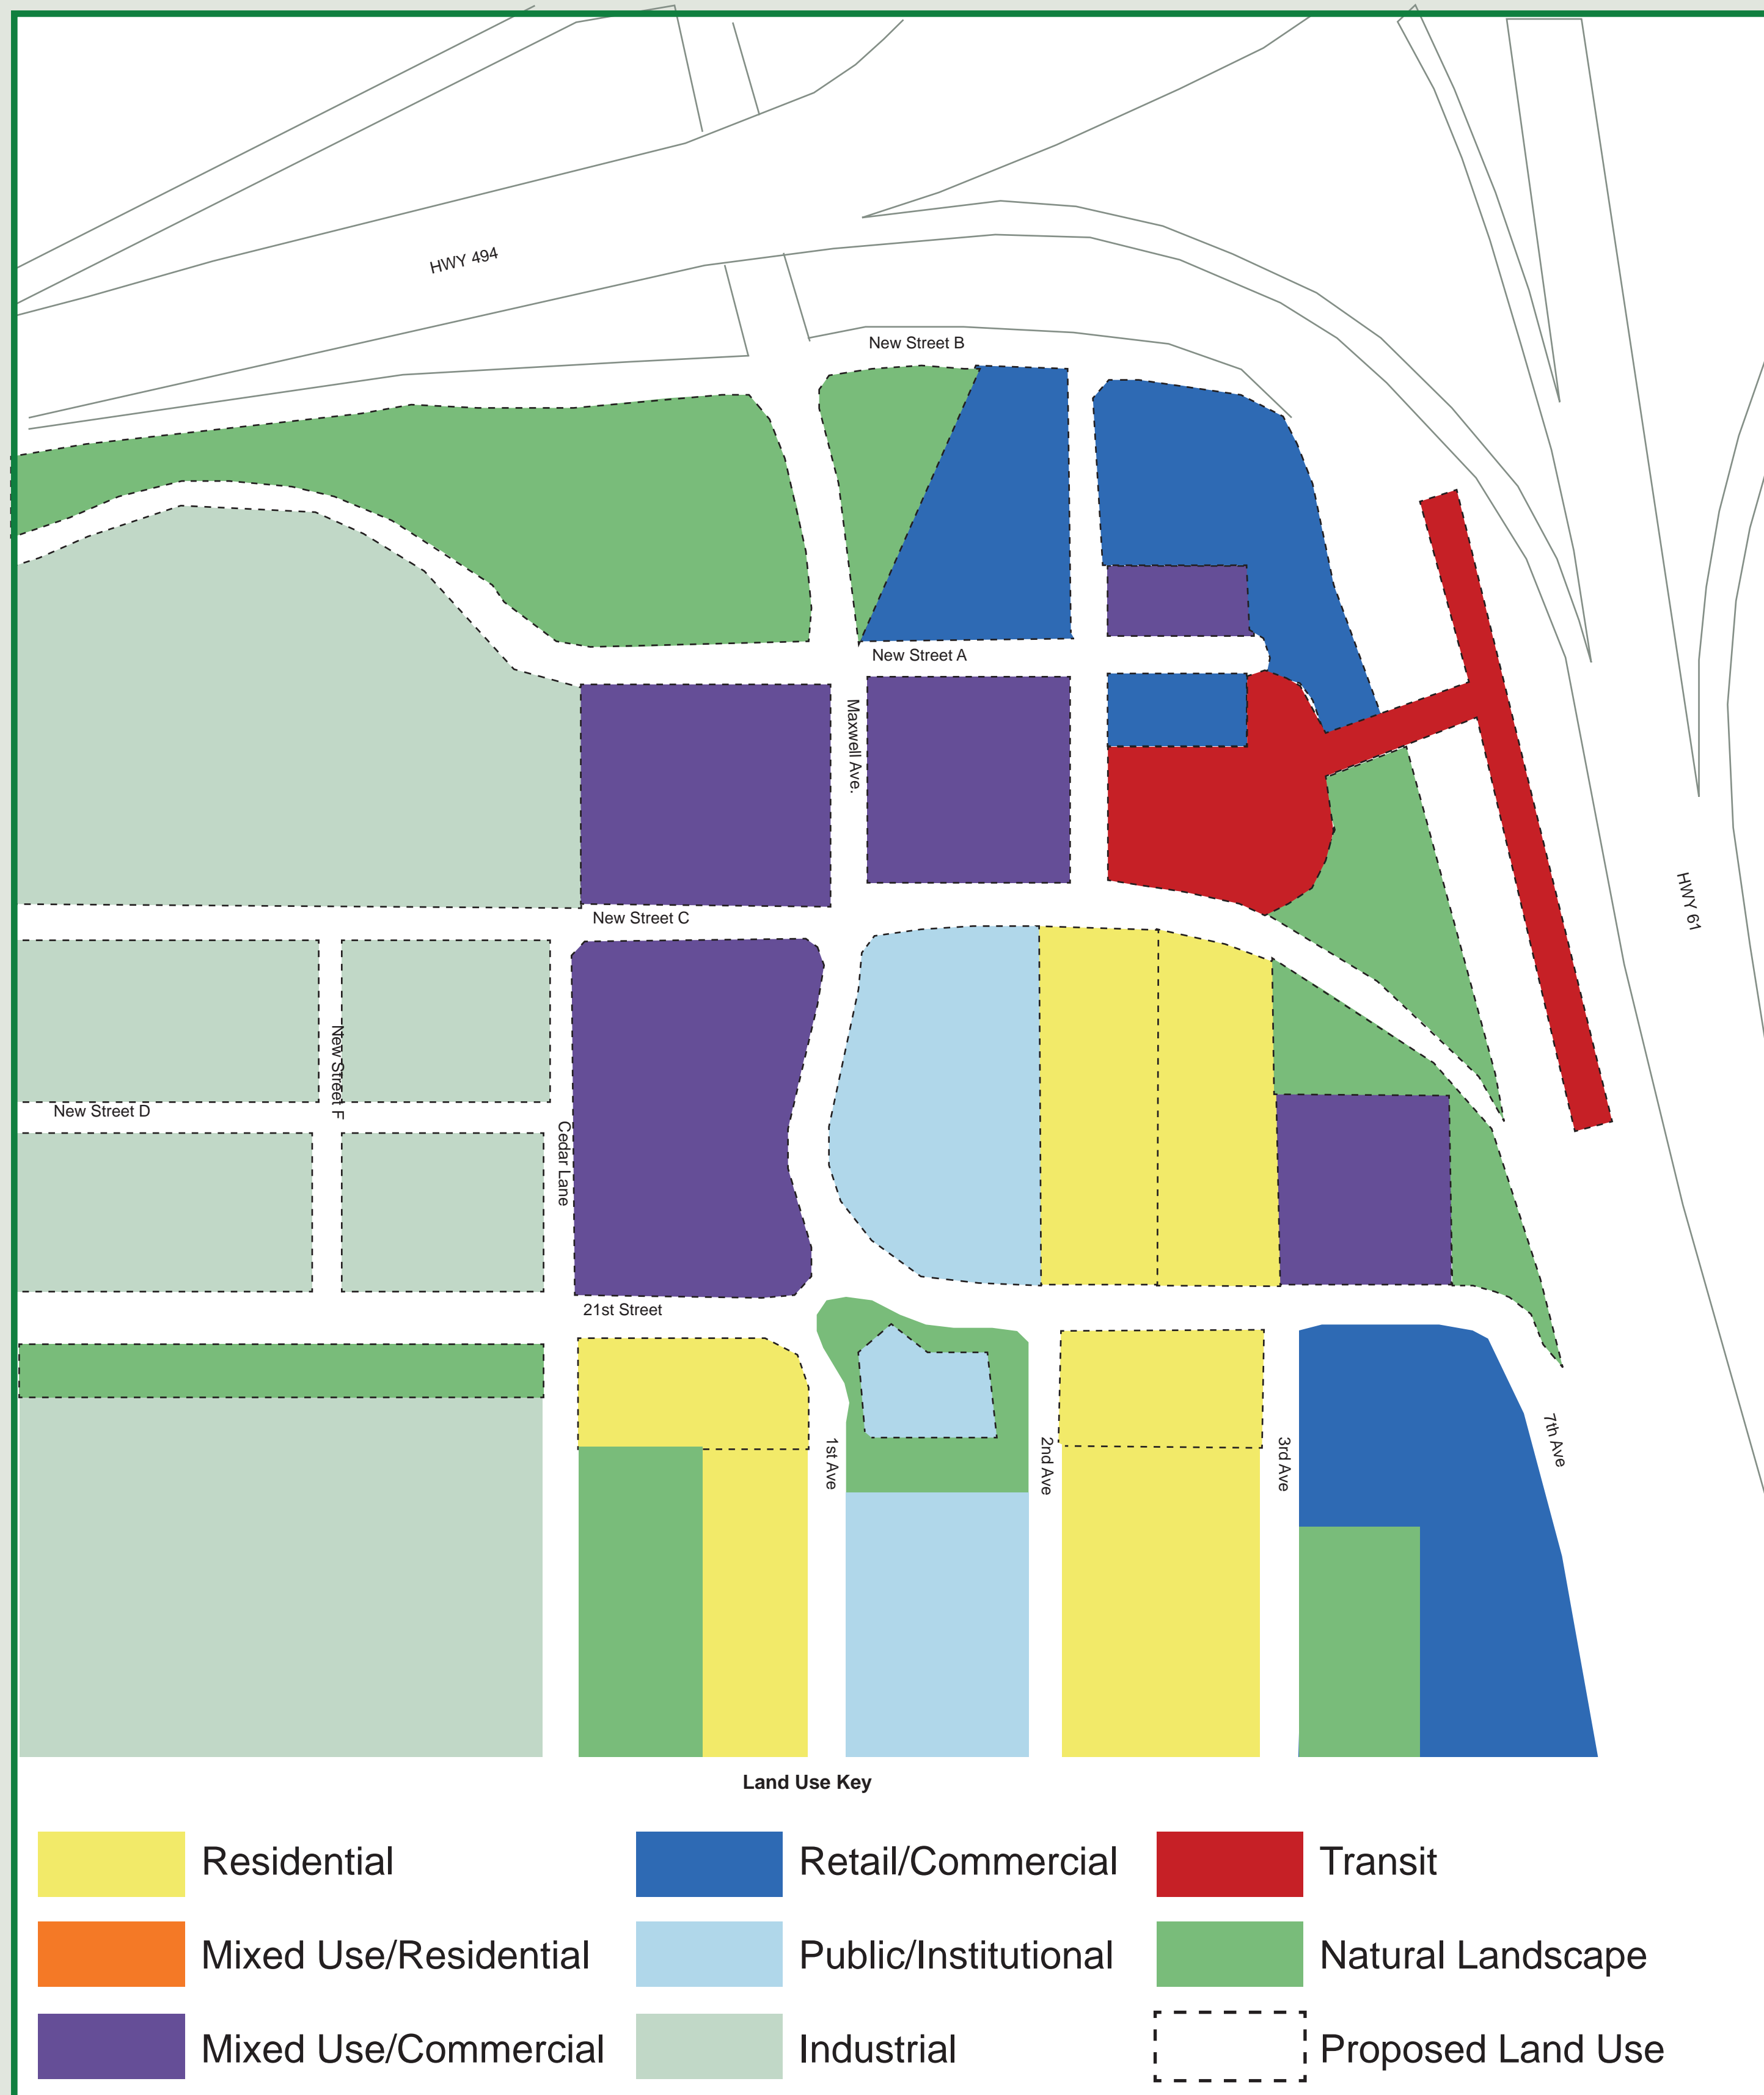 HWY 494
New Street B
New Street A
Maxwell Ave.
HWY 61
New Street C
New Street F
New Street D
Cedar Lane
21st Street
1st Ave
2nd Ave
3rd Ave
7th Ave
Land Use Key
Residential
Retail/Commercial
Transit
Mixed Use/Residential
Public/Institutional
Natural Landscape
Mixed Use/Commercial
Industrial
Proposed Land Use